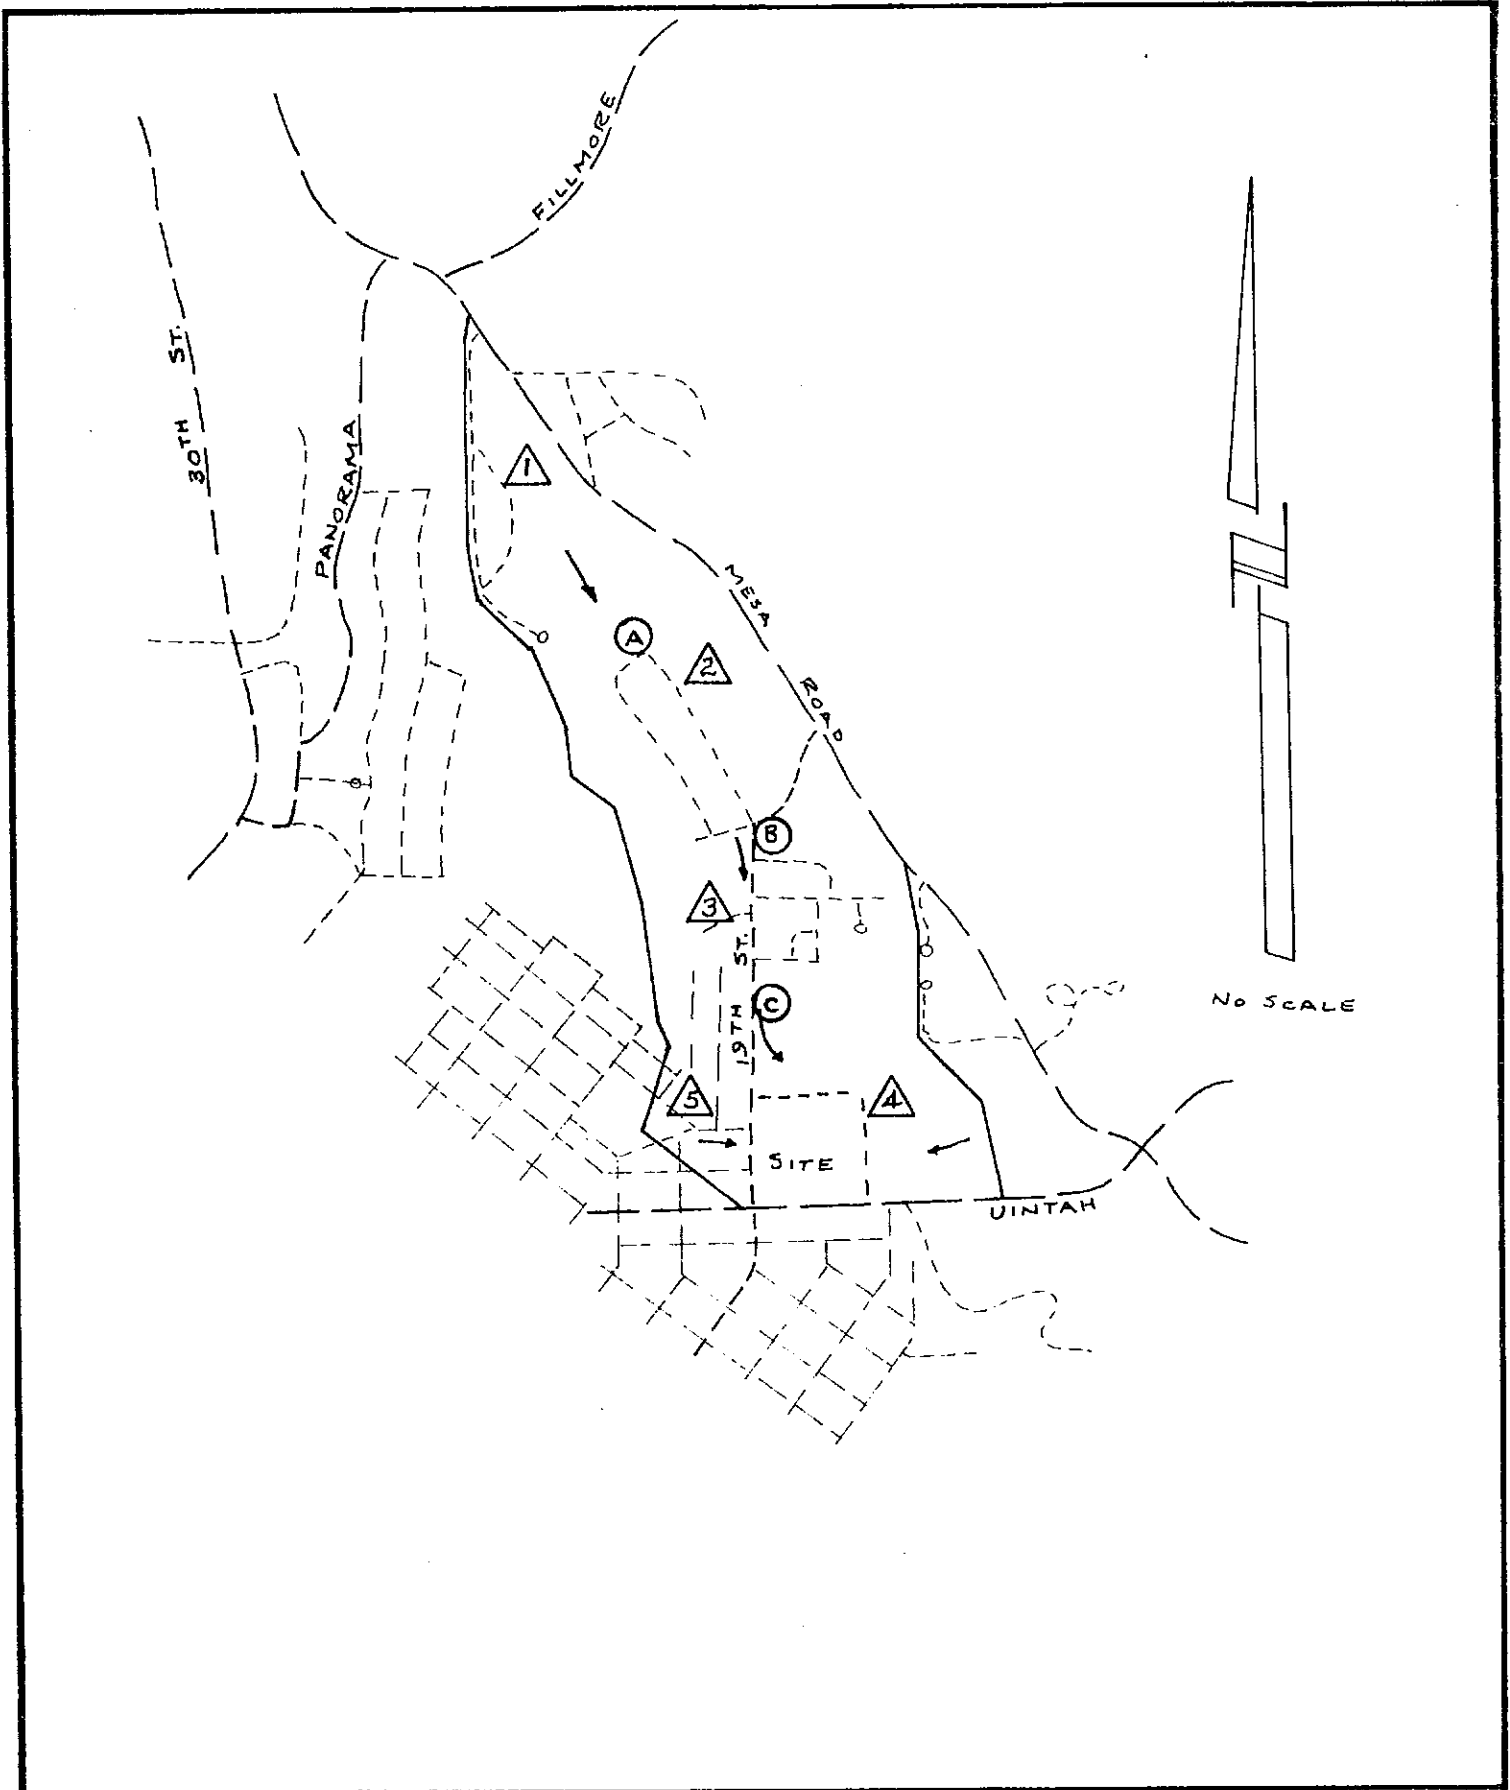 FILLMORE
30TH ST.
PANORAMA
1
MESA ROAD
A
2
B
3
19TH ST.
C
N
NO SCALE
5
4
SITE
UINTAH